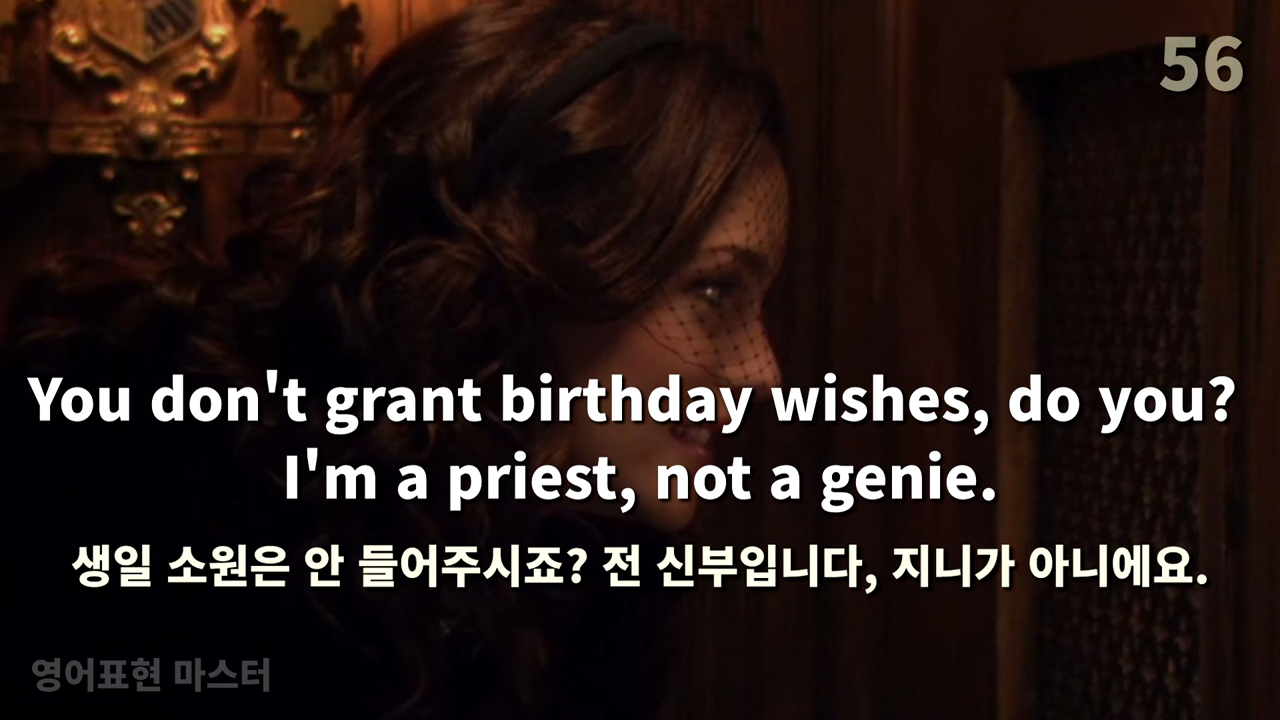 56
You don't grant birthday wishes, do you?
I'm a priest, not a genie.
생일 소원은 안 들어주시죠? 전 신부입니다, 지니가 아니에요.
영어표현 마스터